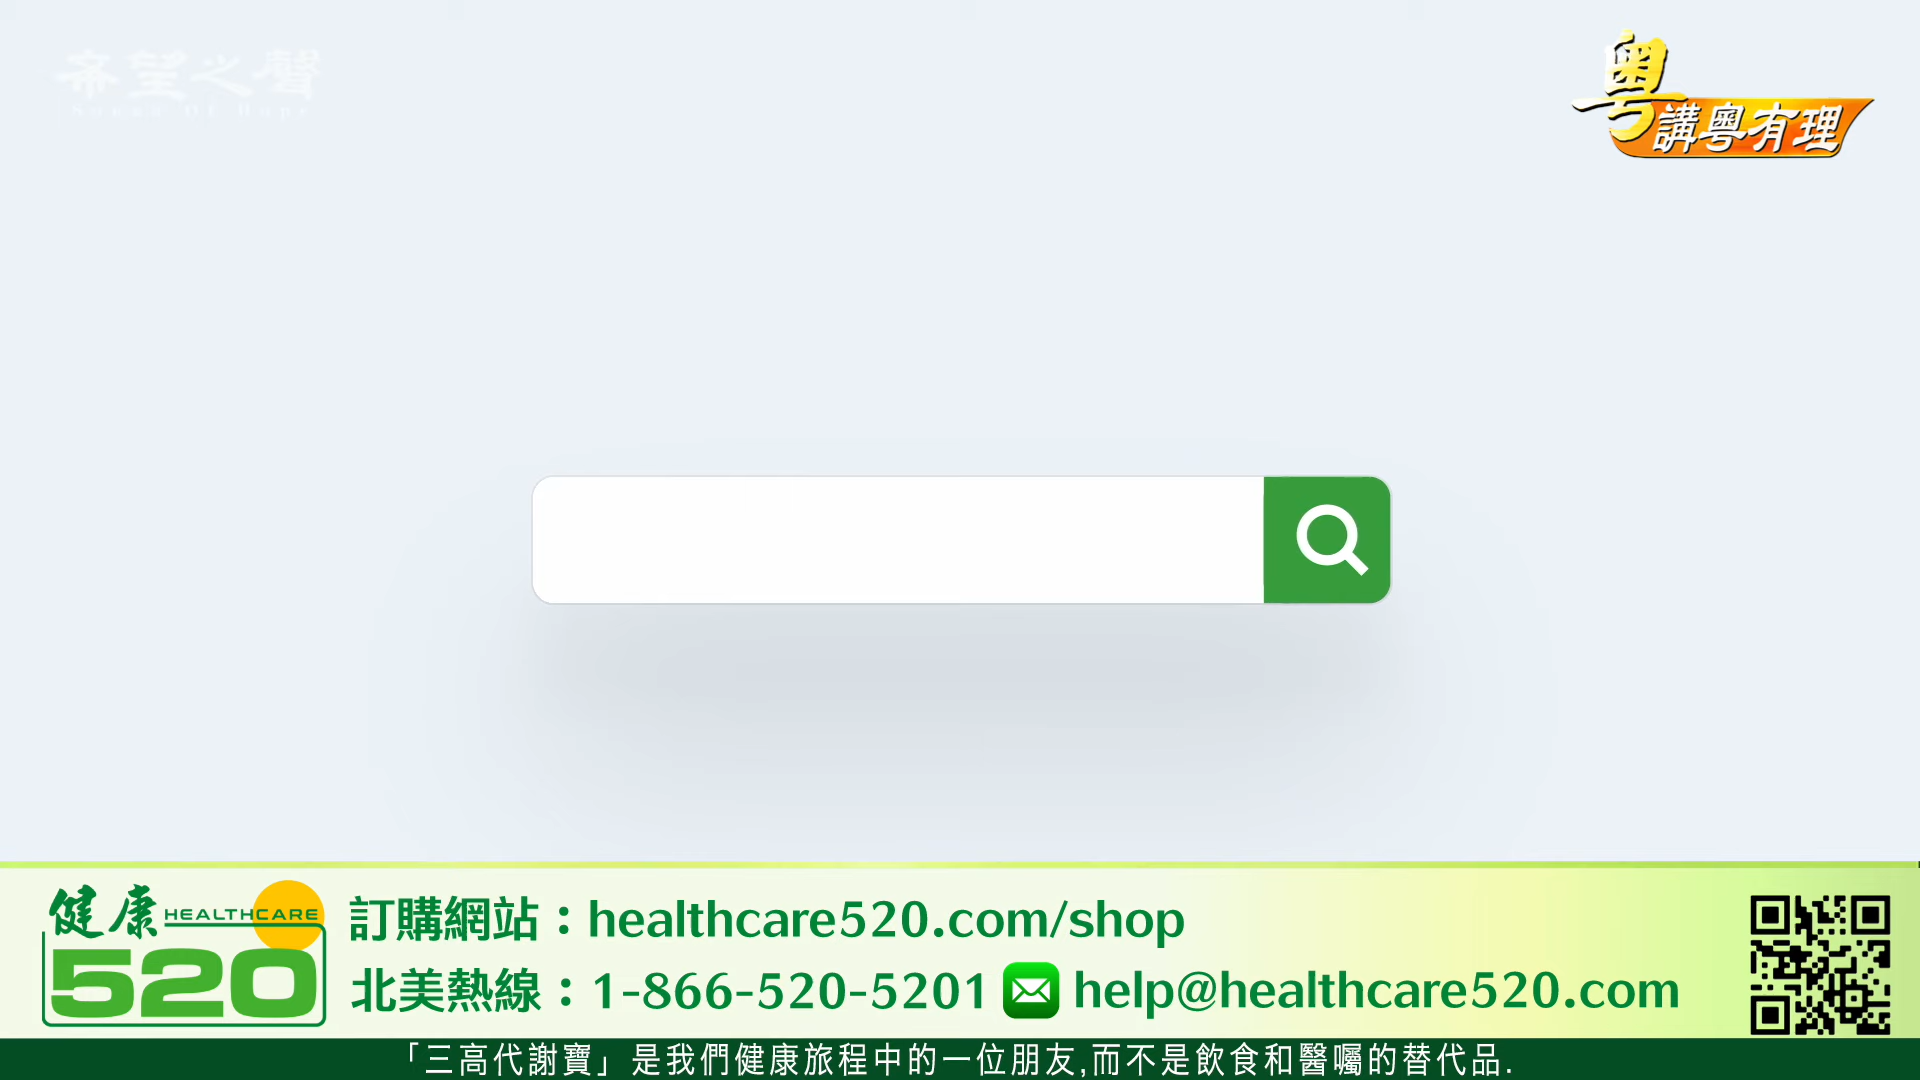 希望之聲
Sound Of Hope
粵講粵有理
健康 HEALTHCARE
520
訂購網站：healthcare520.com/shop
北美熱線：1-866-520-5201 help@healthcare520.com
「三高代謝寶」是我們健康旅程中的一位朋友,而不是飲食和醫囑的替代品.